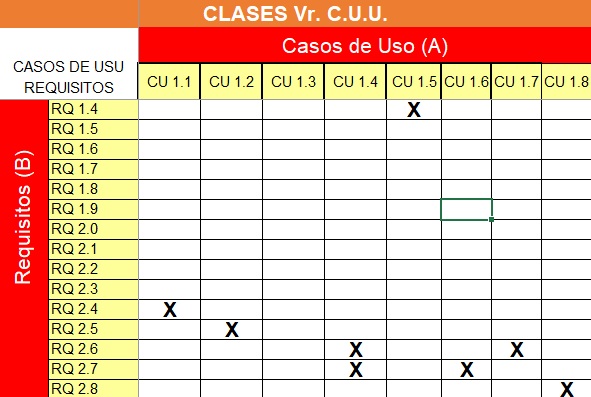 CLASES Vr. C.U.U.
Casos de Uso (A)
CASOS DE USU
REQUISITOS
CU 1.1 CU 1.2 CU 1.3 CU 1.4 CU 1.5 CU 1.6 CU 1.7 CU 1.8
Requisitos (B)
RQ 1.4 X
RQ 1.5
RQ 1.6
RQ 1.7
RQ 1.8
RQ 1.9
RQ 2.0
RQ 2.1
RQ 2.2
RQ 2.3
RQ 2.4 X
RQ 2.5 X
RQ 2.6 X X
RQ 2.7 X X
RQ 2.8 X